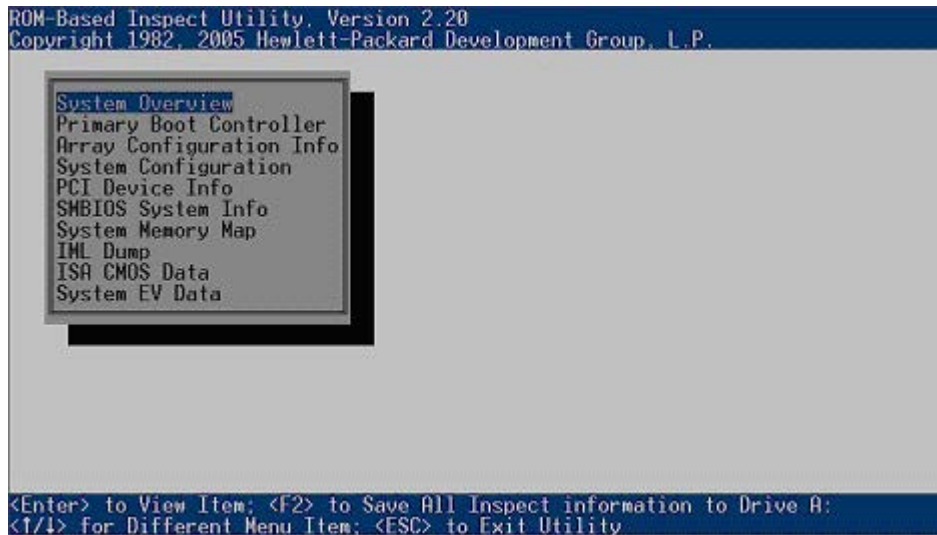 ROM-Based Inspect Utility, Version 2.20
Copyright 1982, 2005 Hewlett-Packard Development Group, L.P.
System Overview
Primary Boot Controller
Array Configuration Info
System Configuration
PCI Device Info
SMBIOS System Info
System Memory Map
IML Dump
ISA CMOS Data
System EV Data
<Enter> to View Item; <F2> to Save All Inspect information to Drive A:
<↑/↓> for Different Menu Item; <ESC> to Exit Utility